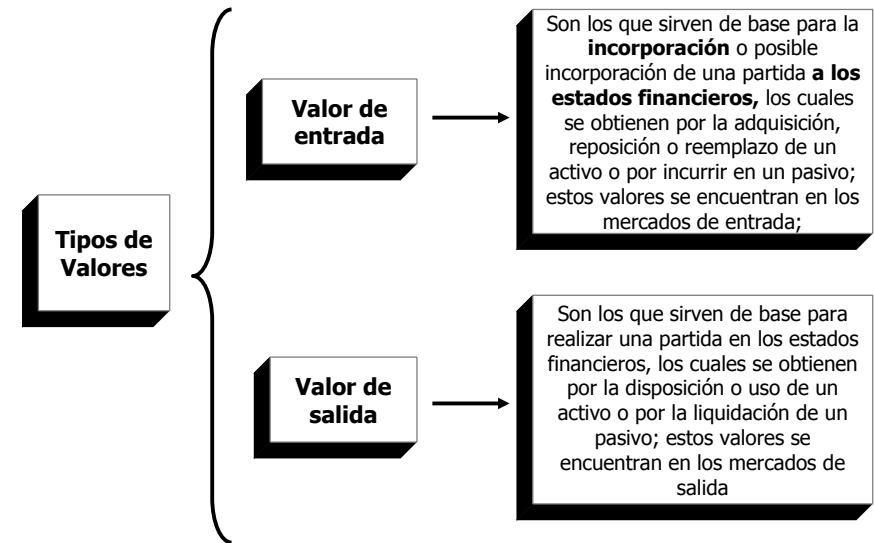 Tipos de
Valores
Valor de
entrada
Son los que sirven de base para la
incorporación o posible
incorporación de una partida a los
estados financieros, los cuales
se obtienen por la adquisición,
reposición o reemplazo de un
activo o por incurrir en un pasivo;
estos valores se encuentran en los
mercados de entrada;
Valor de
salida
Son los que sirven de base para
realizar una partida en los estados
financieros, los cuales se obtienen
por la disposición o uso de un
activo o por la liquidación de un
pasivo; estos valores se
encuentran en los mercados de
salida